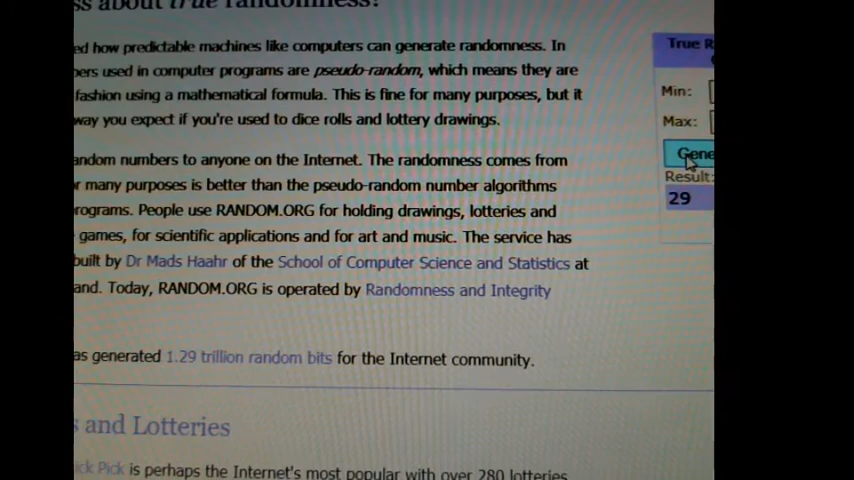 ss about true randomness?
ed how predictable machines like computers can generate randomness. In
bers used in computer programs are pseudo-random, which means they are
fashion using a mathematical formula. This is fine for many purposes, but it
way you expect if you're used to dice rolls and lottery drawings.
andom numbers to anyone on the Internet. The randomness comes from
r many purposes is better than the pseudo-random number algorithms
rograms. People use RANDOM.ORG for holding drawings, lotteries and
games, for scientific applications and for art and music. The service has
built by Dr Mads Haahr of the School of Computer Science and Statistics at
and. Today, RANDOM.ORG is operated by Randomness and Integrity
as generated 1.29 trillion random bits for the Internet community.
s and Lotteries
ick Pick is perhaps the Internet's most popular with over 280 lotteries
True R
Min:
Max:
Gene
Result:
29